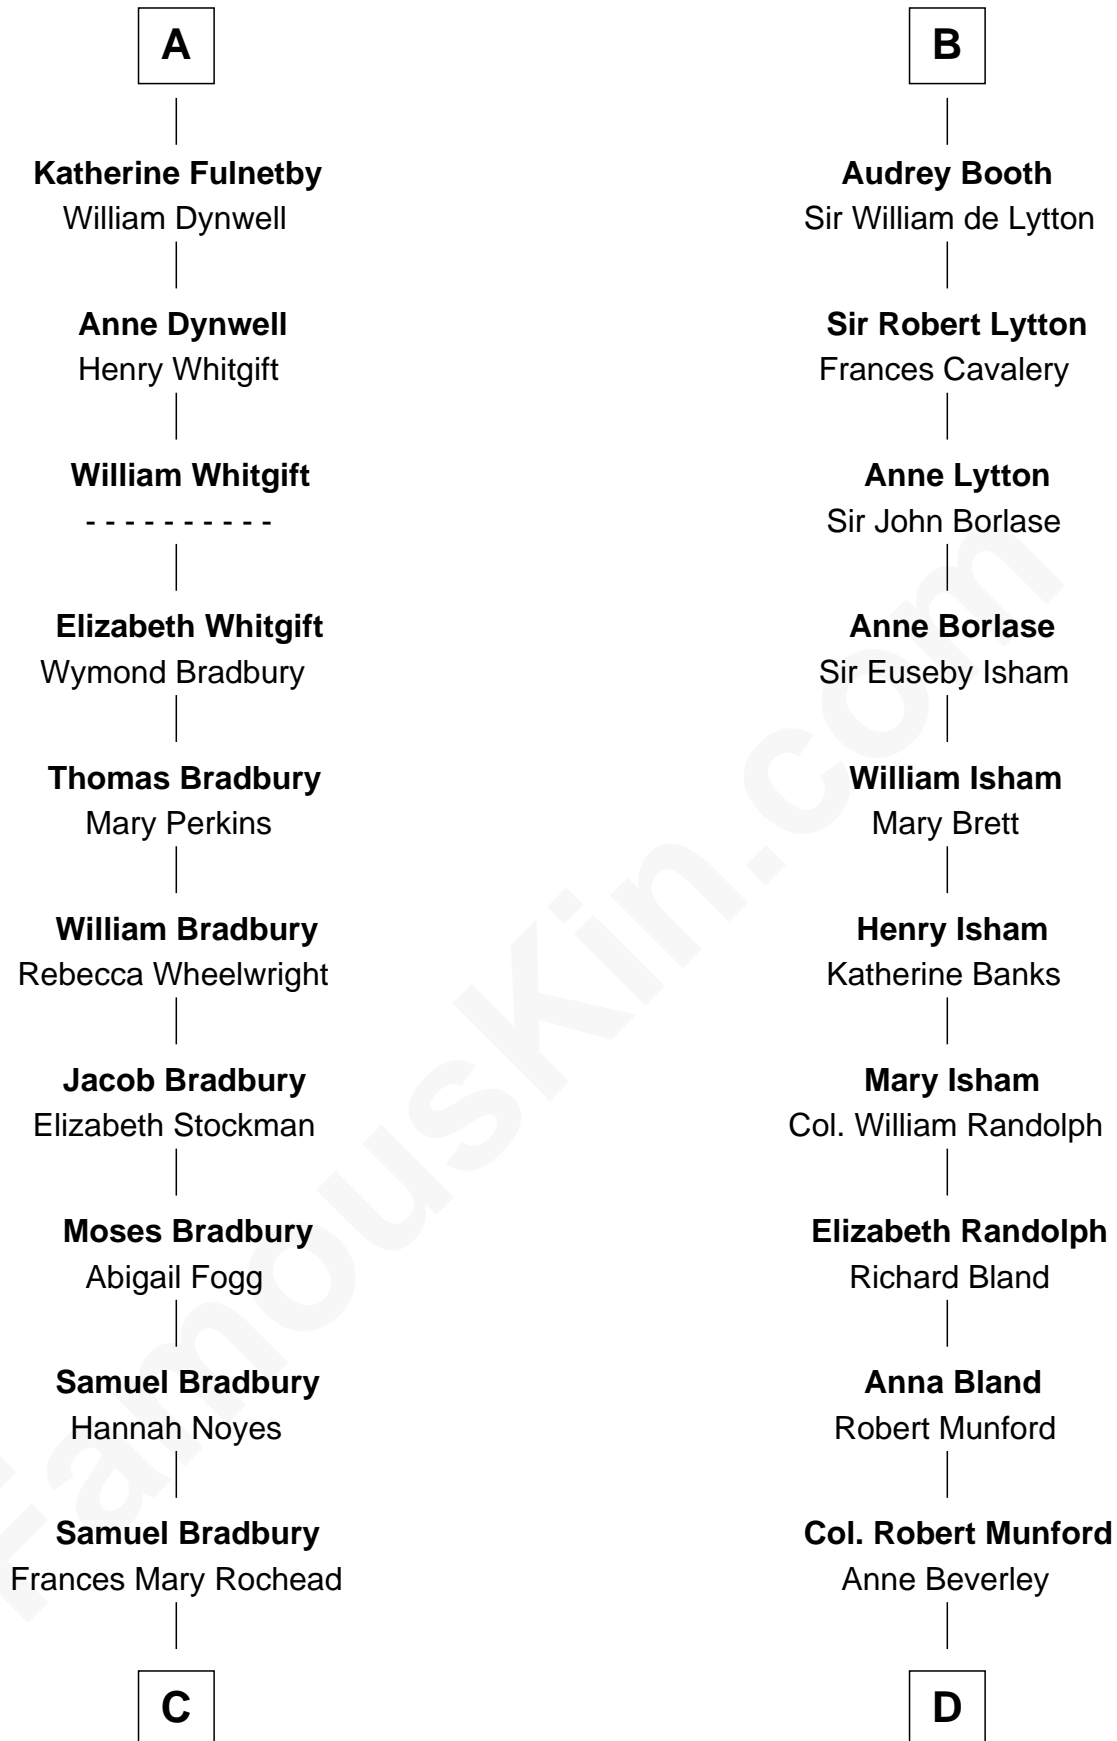 A
Katherine Fulnetby
William Dynwell
Anne Dynwell
Henry Whitgift
William Whitgift
- - - - - - - - - -
Elizabeth Whitgift
Wymond Bradbury
Thomas Bradbury
Mary Perkins
William Bradbury
Rebecca Wheelwright
Jacob Bradbury
Elizabeth Stockman
Moses Bradbury
Abigail Fogg
Samuel Bradbury
Hannah Noyes
Samuel Bradbury
Frances Mary Rochead
C
B
Audrey Booth
Sir William de Lytton
Sir Robert Lytton
Frances Cavalery
Anne Lytton
Sir John Borlase
Anne Borlase
Sir Euseby Isham
William Isham
Mary Brett
Henry Isham
Katherine Banks
Mary Isham
Col. William Randolph
Elizabeth Randolph
Richard Bland
Anna Bland
Robert Munford
Col. Robert Munford
Anne Beverley
D
FamousKin.com